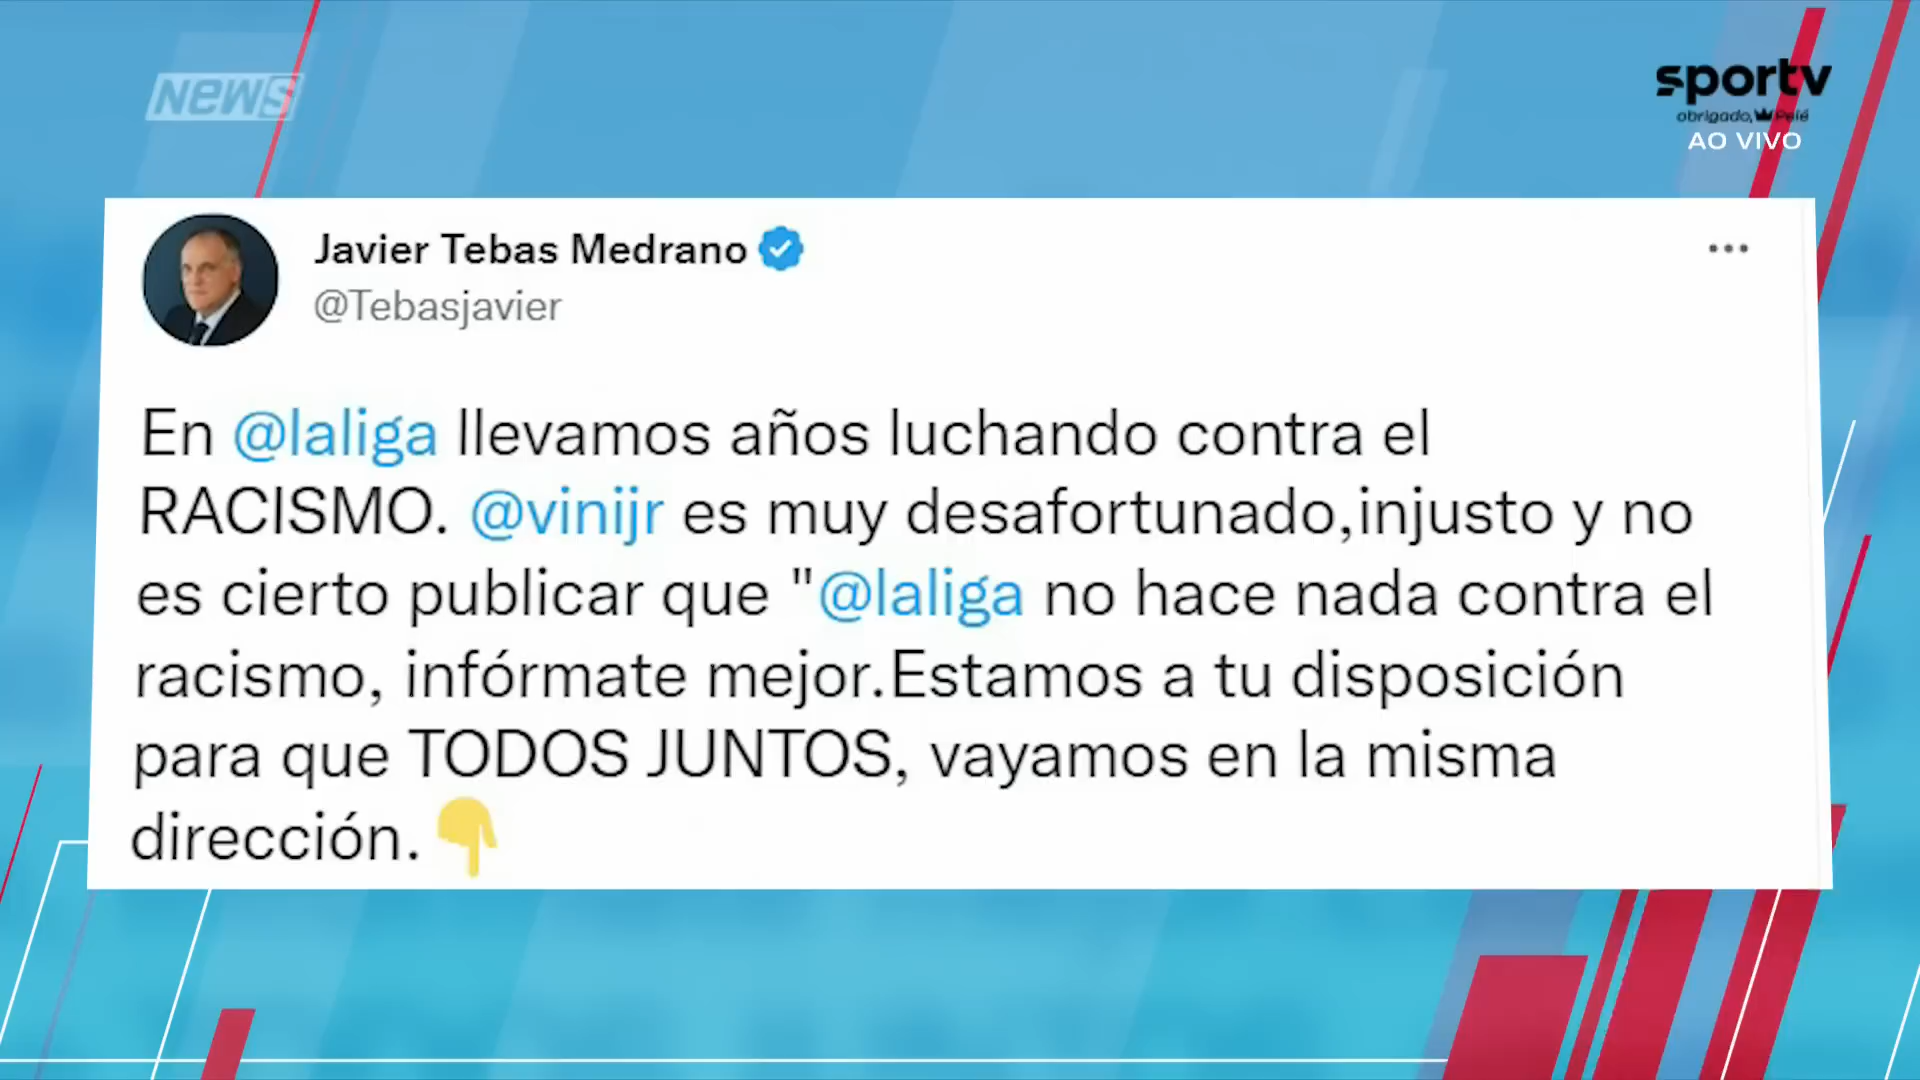 NEWS
sportv
obrigado, Pelé
AO VIVO
Javier Tebas Medrano
@Tebasjavier
En @laliga llevamos años luchando contra el
RACISMO. @vinijr es muy desafortunado,injusto y no
es cierto publicar que "@laliga no hace nada contra el
racismo, infórmate mejor.Estamos a tu disposición
para que TODOS JUNTOS, vayamos en la misma
dirección.